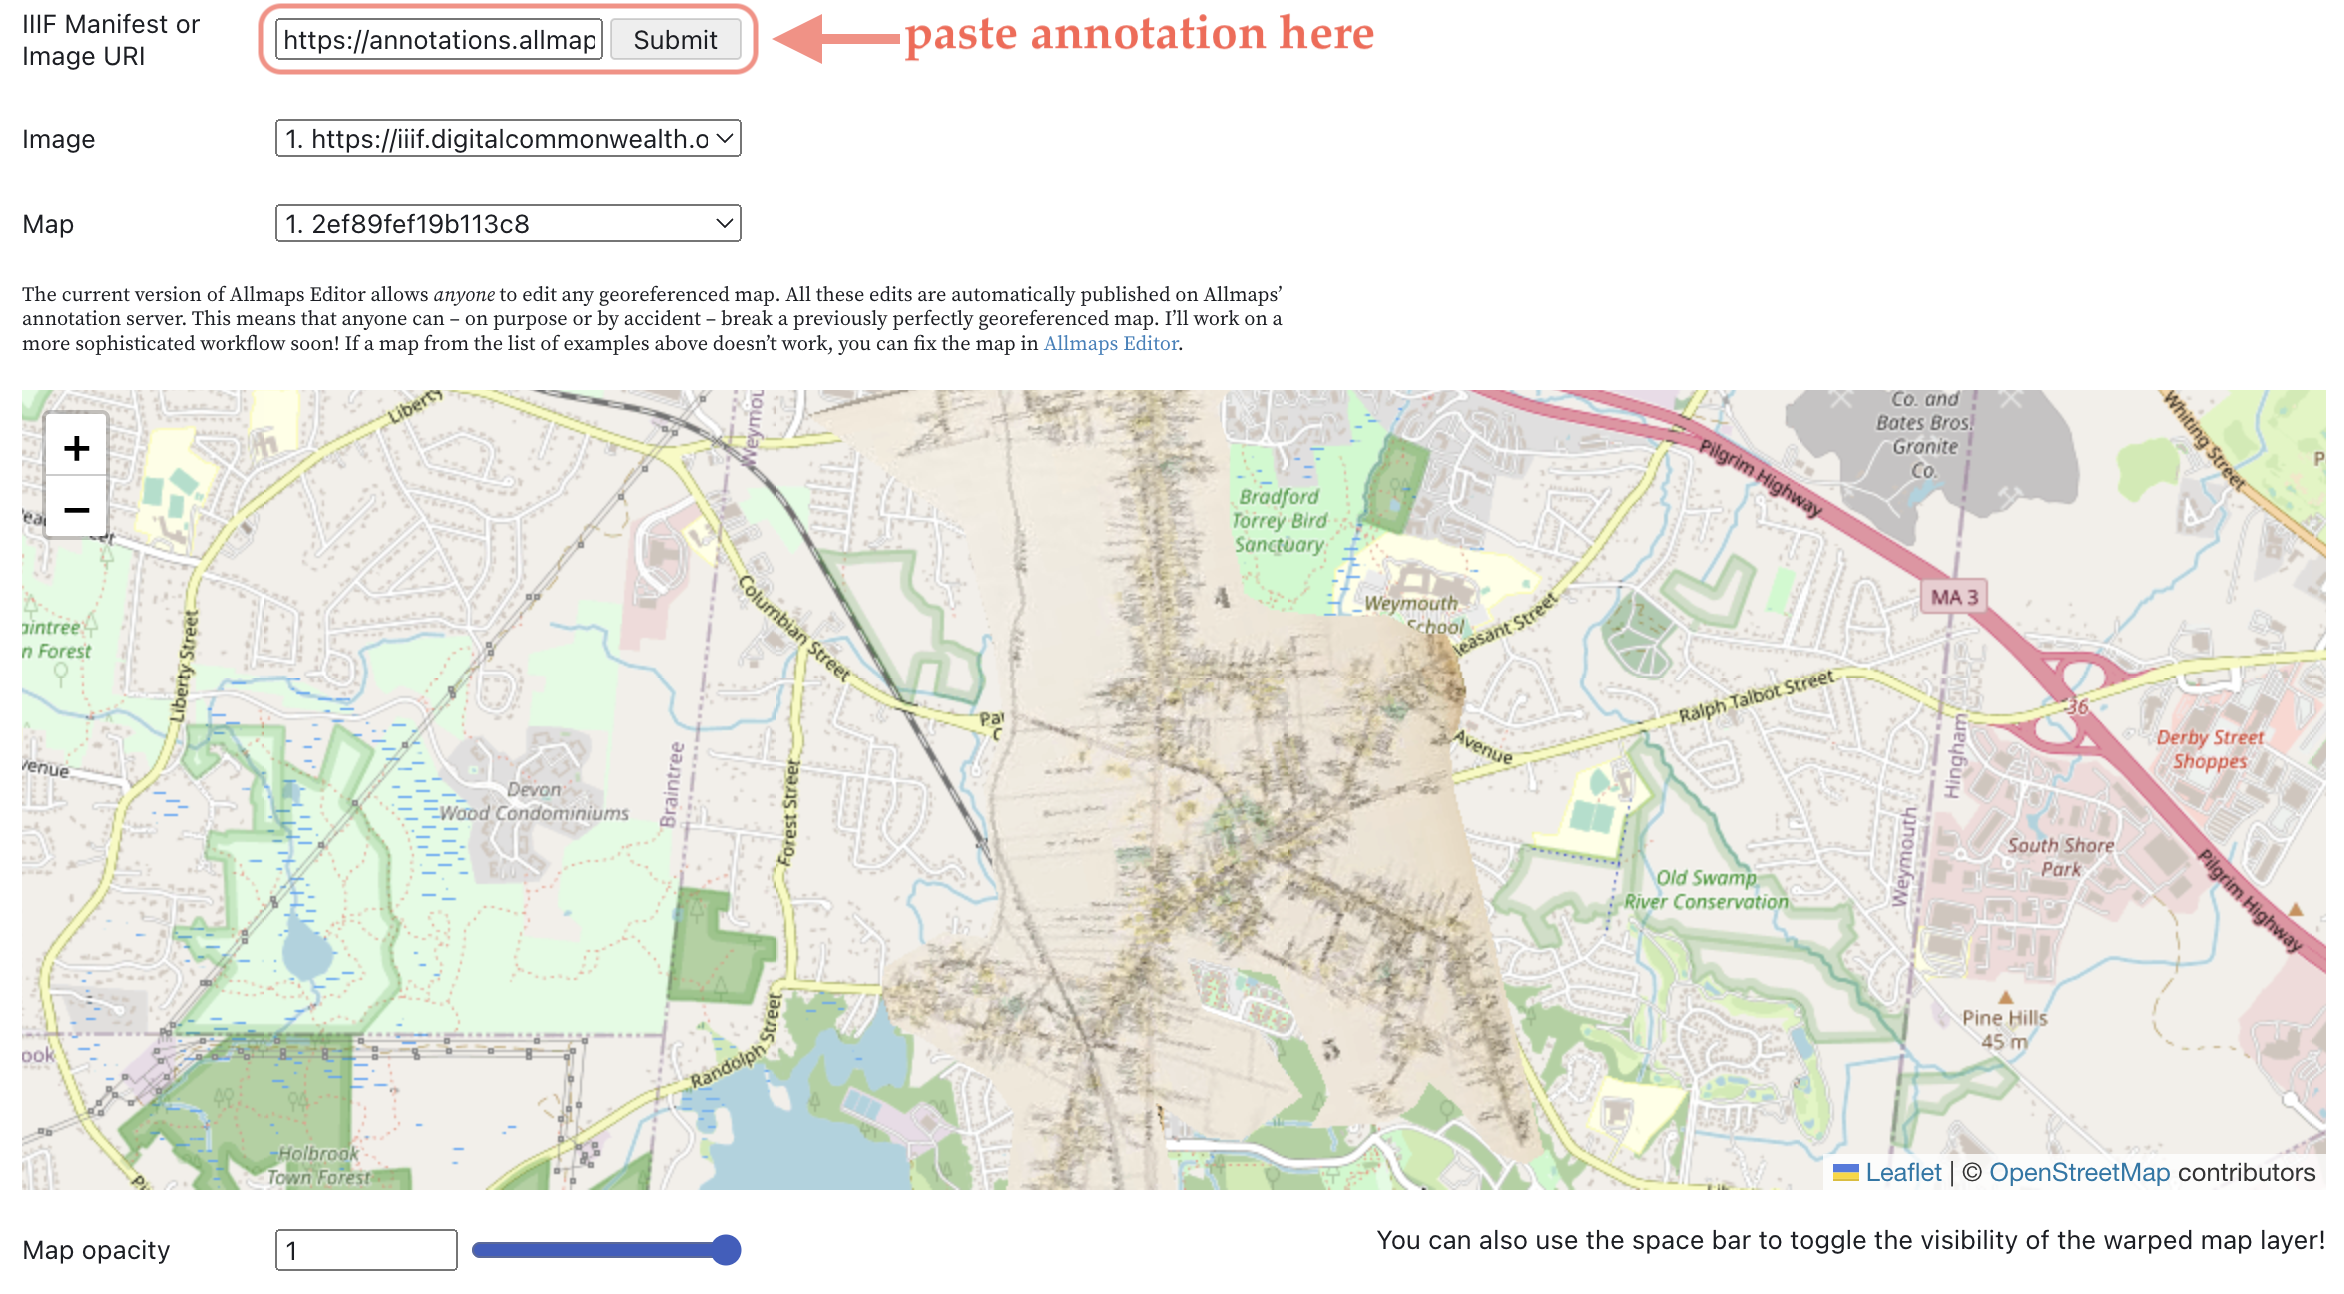 IIIF Manifest or
Image URI
https://annotations.allmap
Submit
paste annotation here
Image
1. https://iiif.digitalcommonwealth.o
Map
1. 2ef89fef19b113c8
The current version of Allmaps Editor allows anyone to edit any georeferenced map. All these edits are automatically published on Allmaps’
annotation server. This means that anyone can – on purpose or by accident – break a previously perfectly georeferenced map. I’ll work on a
more sophisticated workflow soon! If a map from the list of examples above doesn’t work, you can fix the map in Allmaps Editor.
+
−
Liberty
Weymou
Co. and
Bates Bros.
Granite
Co.
Whiting Street
Pilgrim Highway
Bradford
Torrey Bird
Sanctuary
A
Weymouth
School
leasant Street
MA 3
Columbian Street
Liberty Street
aintree
n Forest
Ralph Talbot Street
Avenue
36
Derby Street
Shoppes
Hingham
venue
Devon
Wood Condominiums
Braintree
Forest Street
Weymouth
South Shore
Park
Old Swamp
River Conservation
Pilgrim Highway
Pine Hills
45 m
5
ook
Randolph Street
Holbrook
Town Forest
Leaflet | © OpenStreetMap contributors
Map opacity
1
You can also use the space bar to toggle the visibility of the warped map layer!